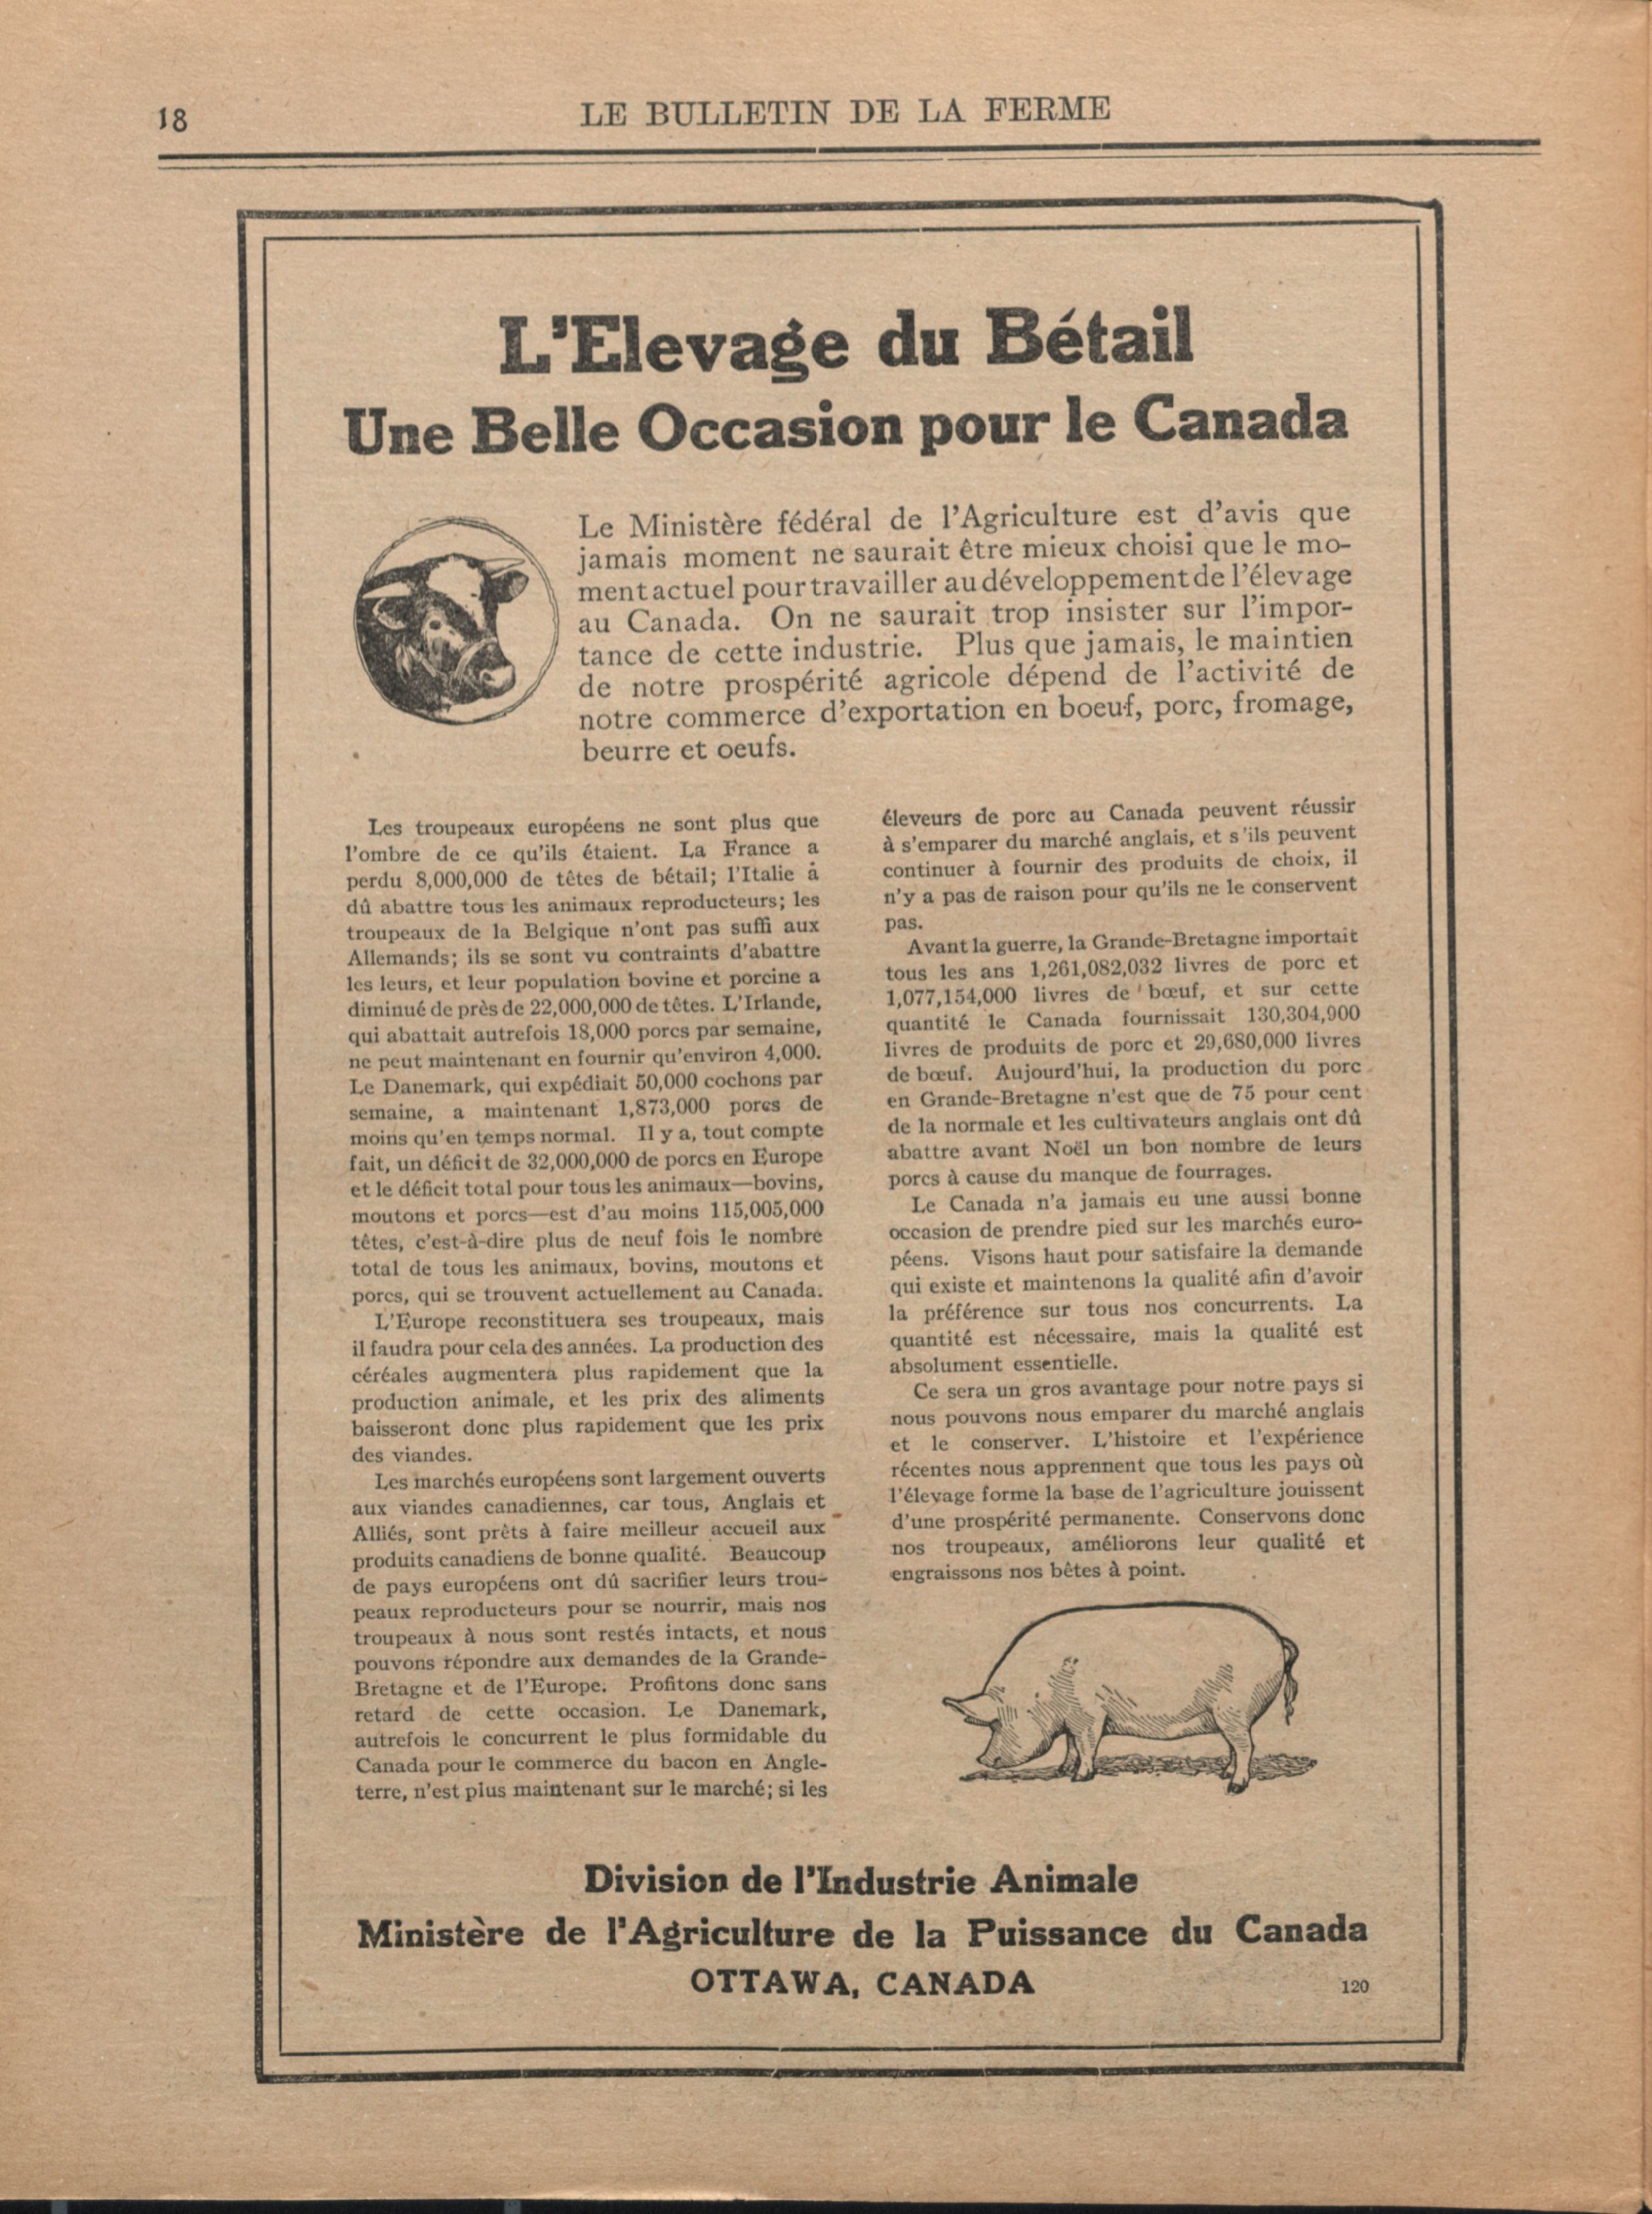 18
LE BULLETIN DE LA FERME
L'Elevage du Bétail
Une Belle Occasion pour le Canada
Le Ministère fédéral de l'Agriculture est d'avis que
jamais moment ne saurait être mieux choisi que le mo-
ment actuel pour travailler au développement de l'élevage
au Canada. On ne saurait trop insister sur l'impor-
tance de cette industrie. Plus que jamais, le maintien
de notre prospérité agricole dépend de l'activité de
notre commerce d'exportation en boeuf, porc, fromage,
beurre et oeufs.
Les troupeaux européens ne sont plus que
l'ombre de ce qu'ils étaient. La France a
perdu 8,000,000 de têtes de bétail; l'Italie a
dû abattre tous les animaux reproducteurs; les
troupeaux de la Belgique n'ont pas suffi aux
Allemands; ils se sont vu contraints d'abattre
les leurs, et leur population bovine et porcine a
diminué de près de 22,000,000 de têtes. L'Irlande,
qui abattait autrefois 18,000 porcs par semaine,
ne peut maintenant en fournir qu'environ 4,000.
Le Danemark, qui expédiait 50,000 cochons par
semaine, a maintenant 1,873,000 porcs de
moins qu'en temps normal. Il y a, tout compte
fait, un déficit de 32,000,000 de porcs en Europe
et le déficit total pour tous les animaux—bovins,
moutons et porcs—est d'au moins 115,005,000
têtes, c'est-à-dire plus de neuf fois le nombre
total de tous les animaux, bovins, moutons et
porcs, qui se trouvent actuellement au Canada.
L'Europe reconstituera ses troupeaux, mais
il faudra pour cela des années. La production des
céréales augmentera plus rapidement que la
production animale, et les prix des aliments
baisseront donc plus rapidement que les prix
des viandes.
Les marchés européens sont largement ouverts
aux viandes canadiennes, car tous, Anglais et
Alliés, sont prêts à faire meilleur accueil aux
produits canadiens de bonne qualité. Beaucoup
de pays européens ont dû sacrifier leurs trou-
peaux reproducteurs pour se nourrir, mais nos
troupeaux à nous sont restés intacts, et nous
pouvons répondre aux demandes de la Grande-
Bretagne et de l'Europe. Profitons donc sans
retard de cette occasion. Le Danemark,
autrefois le concurrent le plus formidable du
Canada pour le commerce du bacon en Angle-
terre, n'est plus maintenant sur le marché; si les
éleveurs de porc au Canada peuvent réussir
à s'emparer du marché anglais, et s'ils peuvent
continuer à fournir des produits de choix, il
n'y a pas de raison pour qu'ils ne le conservent
pas.
Avant la guerre, la Grande-Bretagne importait
tous les ans 1,261,082,032 livres de porc et
1,077,154,000 livres de bœuf, et sur cette
quantité le Canada fournissait 130,304,900
livres de produits de porc et 29,680,000 livres
de bœuf. Aujourd'hui, la production du porc
en Grande-Bretagne n'est que de 75 pour cent
de la normale et les cultivateurs anglais ont dû
abattre avant Noël un bon nombre de leurs
porcs à cause du manque de fourrages.
Le Canada n'a jamais eu une aussi bonne
occasion de prendre pied sur les marchés euro-
péens. Visons haut pour satisfaire la demande
qui existe et maintenons la qualité afin d'avoir
la préférence sur tous nos concurrents. La
quantité est nécessaire, mais la qualité est
absolument essentielle.
Ce sera un gros avantage pour notre pays si
nous pouvons nous emparer du marché anglais
et le conserver. L'histoire et l'expérience
récentes nous apprennent que tous les pays où
l'élevage forme la base de l'agriculture jouissent
d'une prospérité permanente. Conservons donc
nos troupeaux, améliorons leur qualité et
engraissons nos bêtes à point.
Division de l'Industrie Animale
Ministère de l'Agriculture de la Puissance du Canada
OTTAWA, CANADA
120